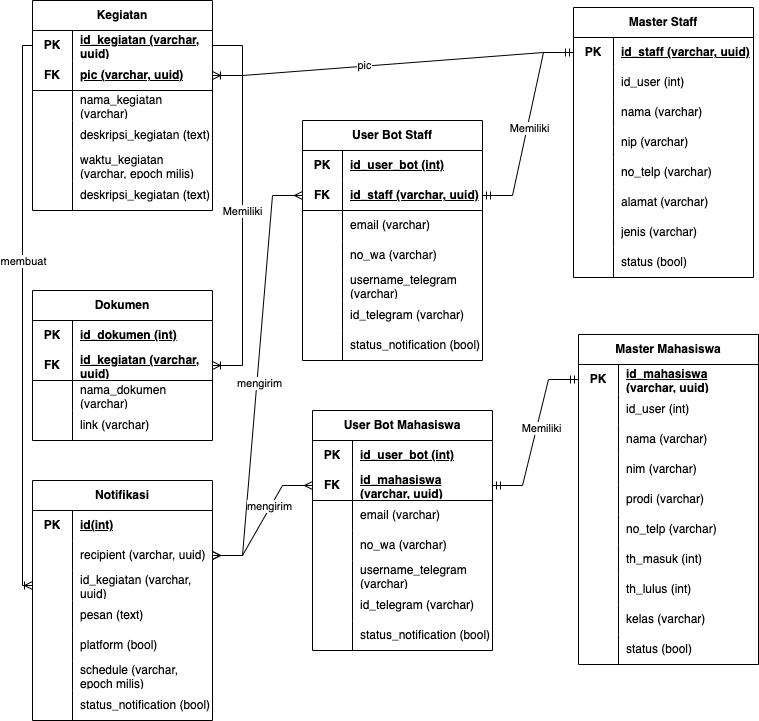 Kegiatan
PK
id_kegiatan (varchar,
uuid)
FK
pic (varchar, uuid)
nama_kegiatan
(varchar)
deskripsi_kegiatan (text)
waktu_kegiatan
(varchar, epoch milis)
deskripsi_kegiatan (text)
pic
Memiliki
membuat
Master Staff
PK
id_staff (varchar, uuid)
id_user (int)
nama (varchar)
nip (varchar)
no_telp (varchar)
alamat (varchar)
jenis (varchar)
status (bool)
Memiliki
User Bot Staff
PK
id_user_bot (int)
FK
id_staff (varchar, uuid)
email (varchar)
no_wa (varchar)
username_telegram
(varchar)
id_telegram (varchar)
status_notification (bool)
mengirim
Dokumen
PK
id_dokumen (int)
FK
id_kegiatan (varchar,
uuid)
nama_dokumen
(varchar)
link (varchar)
Master Mahasiswa
PK
id_mahasiswa
(varchar, uuid)
id_user (int)
nama (varchar)
nim (varchar)
prodi (varchar)
no_telp (varchar)
th_masuk (int)
th_lulus (int)
kelas (varchar)
status (bool)
Memiliki
User Bot Mahasiswa
PK
id_user_bot (int)
FK
id_mahasiswa
(varchar, uuid)
email (varchar)
no_wa (varchar)
username_telegram
(varchar)
id_telegram (varchar)
status_notification (bool)
mengirim
Notifikasi
PK
id(int)
recipient (varchar, uuid)
id_kegiatan (varchar,
uuid)
pesan (text)
platform (bool)
schedule (varchar,
epoch milis)
status_notification (bool)